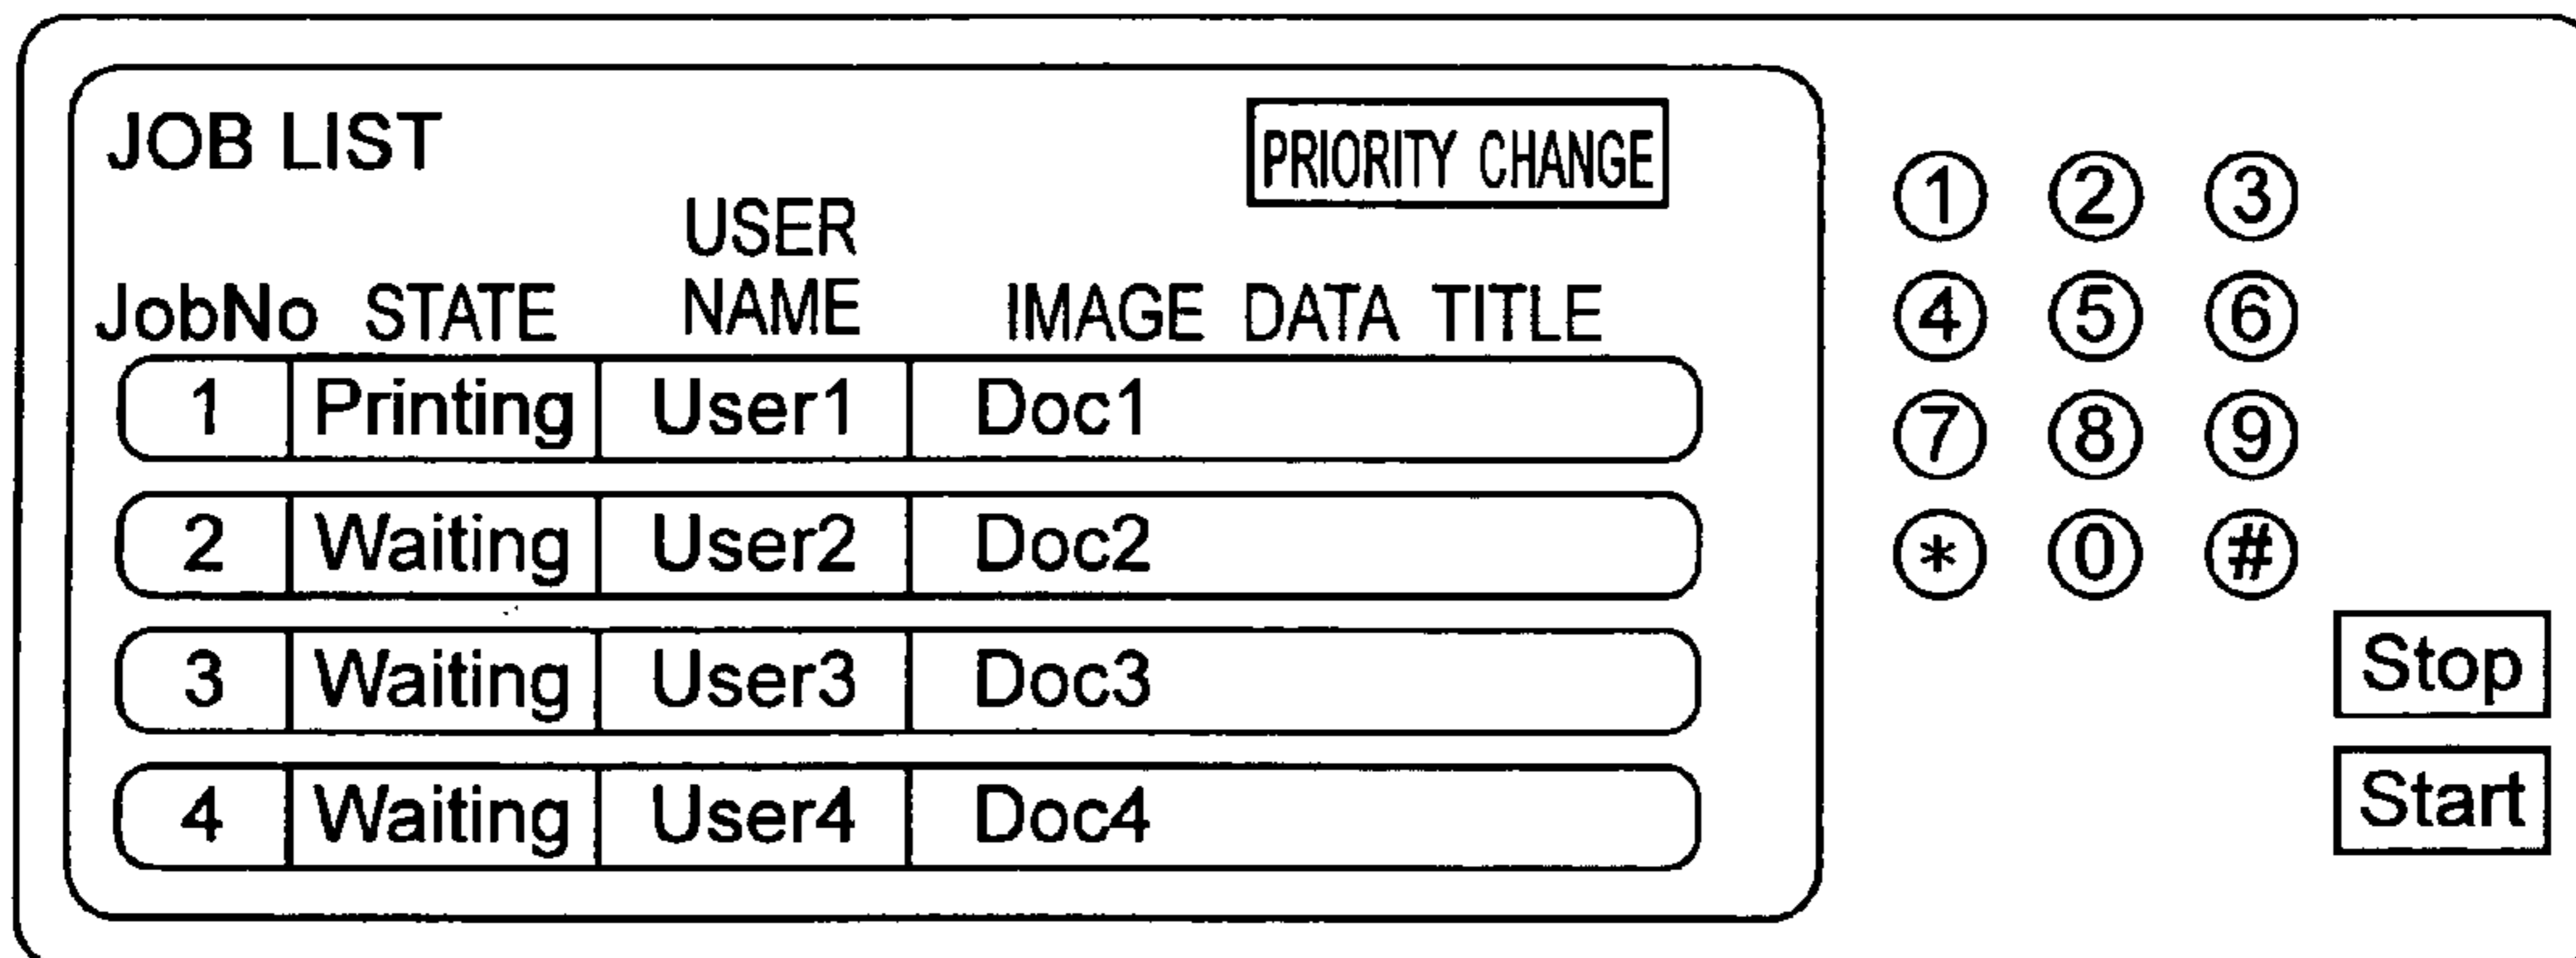 JOB LIST
PRIORITY CHANGE
JobNo STATE USER NAME IMAGE DATA TITLE
1 Printing User1 Doc1
2 Waiting User2 Doc2
3 Waiting User3 Doc3
4 Waiting User4 Doc4
1 2 3
4 5 6
7 8 9
* 0 #
Stop
Start